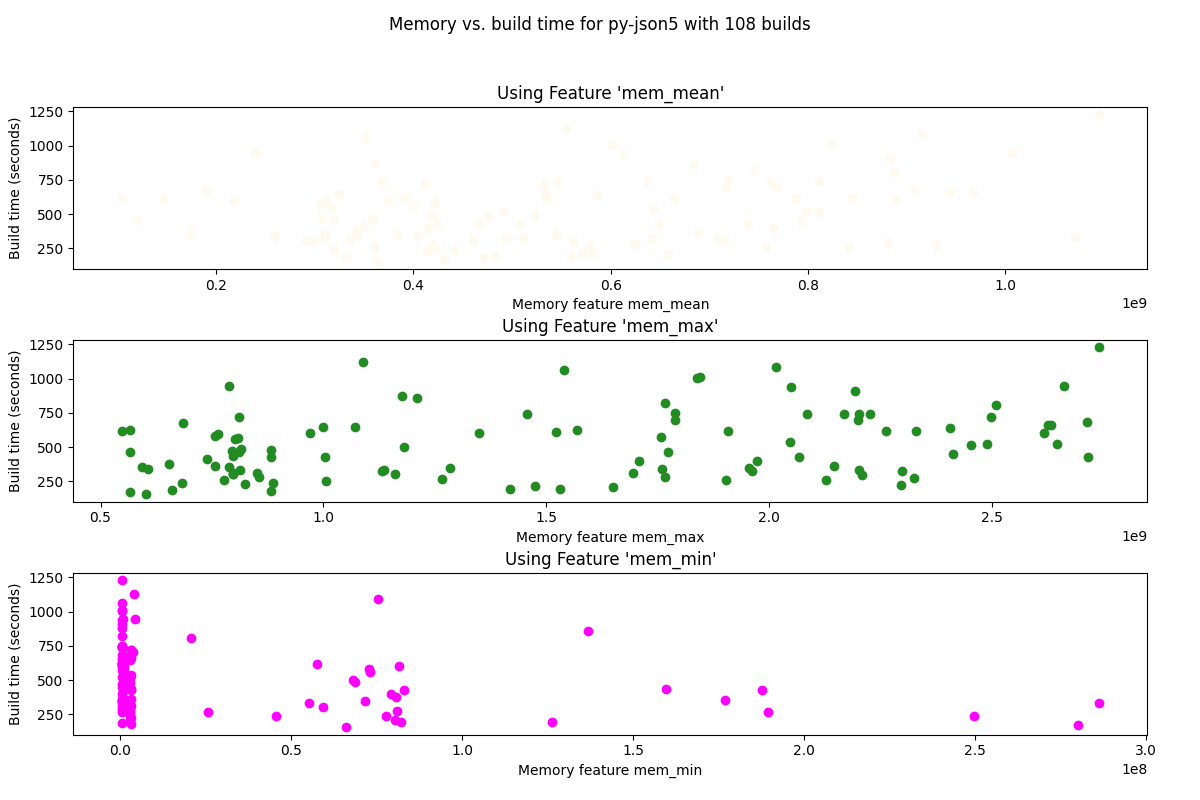 Memory vs. build time for py-json5 with 108 builds
Using Feature 'mem_mean'
Build time (seconds)
1250
1000
750
500
250
0.2 0.4 0.6 0.8 1.0
1e9
Memory feature mem_mean
Using Feature 'mem_max'
Build time (seconds)
1250
1000
750
500
250
0.5 1.0 1.5 2.0 2.5
1e9
Memory feature mem_max
Using Feature 'mem_min'
Build time (seconds)
1250
1000
750
500
250
0.0 0.5 1.0 1.5 2.0 2.5 3.0
1e8
Memory feature mem_min